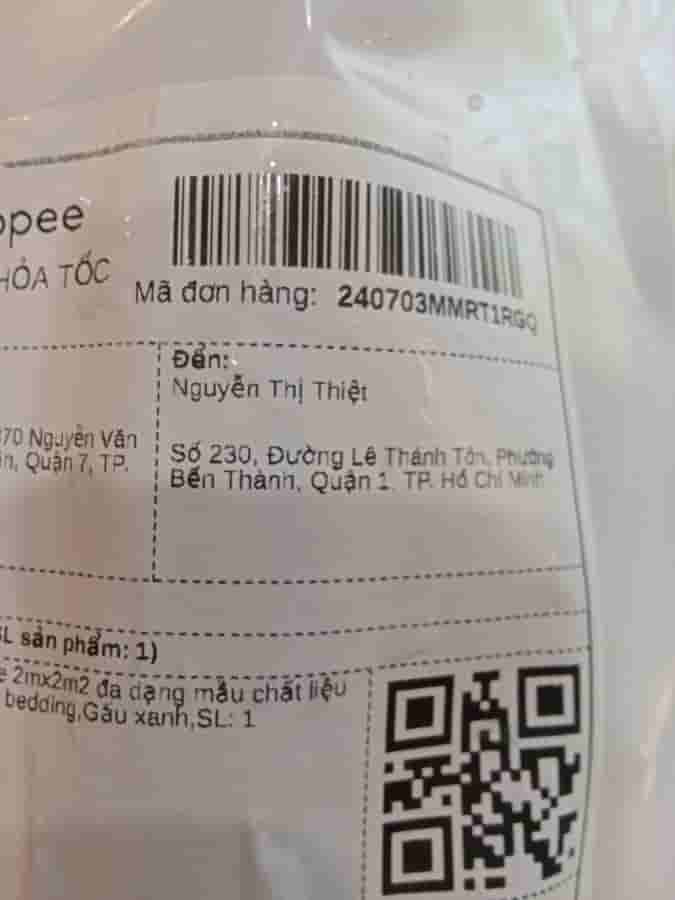 opee
HỎA TỐC
Mã đơn hàng: 240703MMRT1RGQ
Đến:
Nguyễn Thị Thiệt
370 Nguyễn Văn
Quận 7, TP.
Số 230, Đường Lê Thánh Tôn, Phường
Bến Thành, Quận 1, TP. Hồ Chí Minh
SL sản phẩm: 1)
2mx2m2 đa dạng mẫu chất liệu
bedding,Gấu xanh,SL: 1